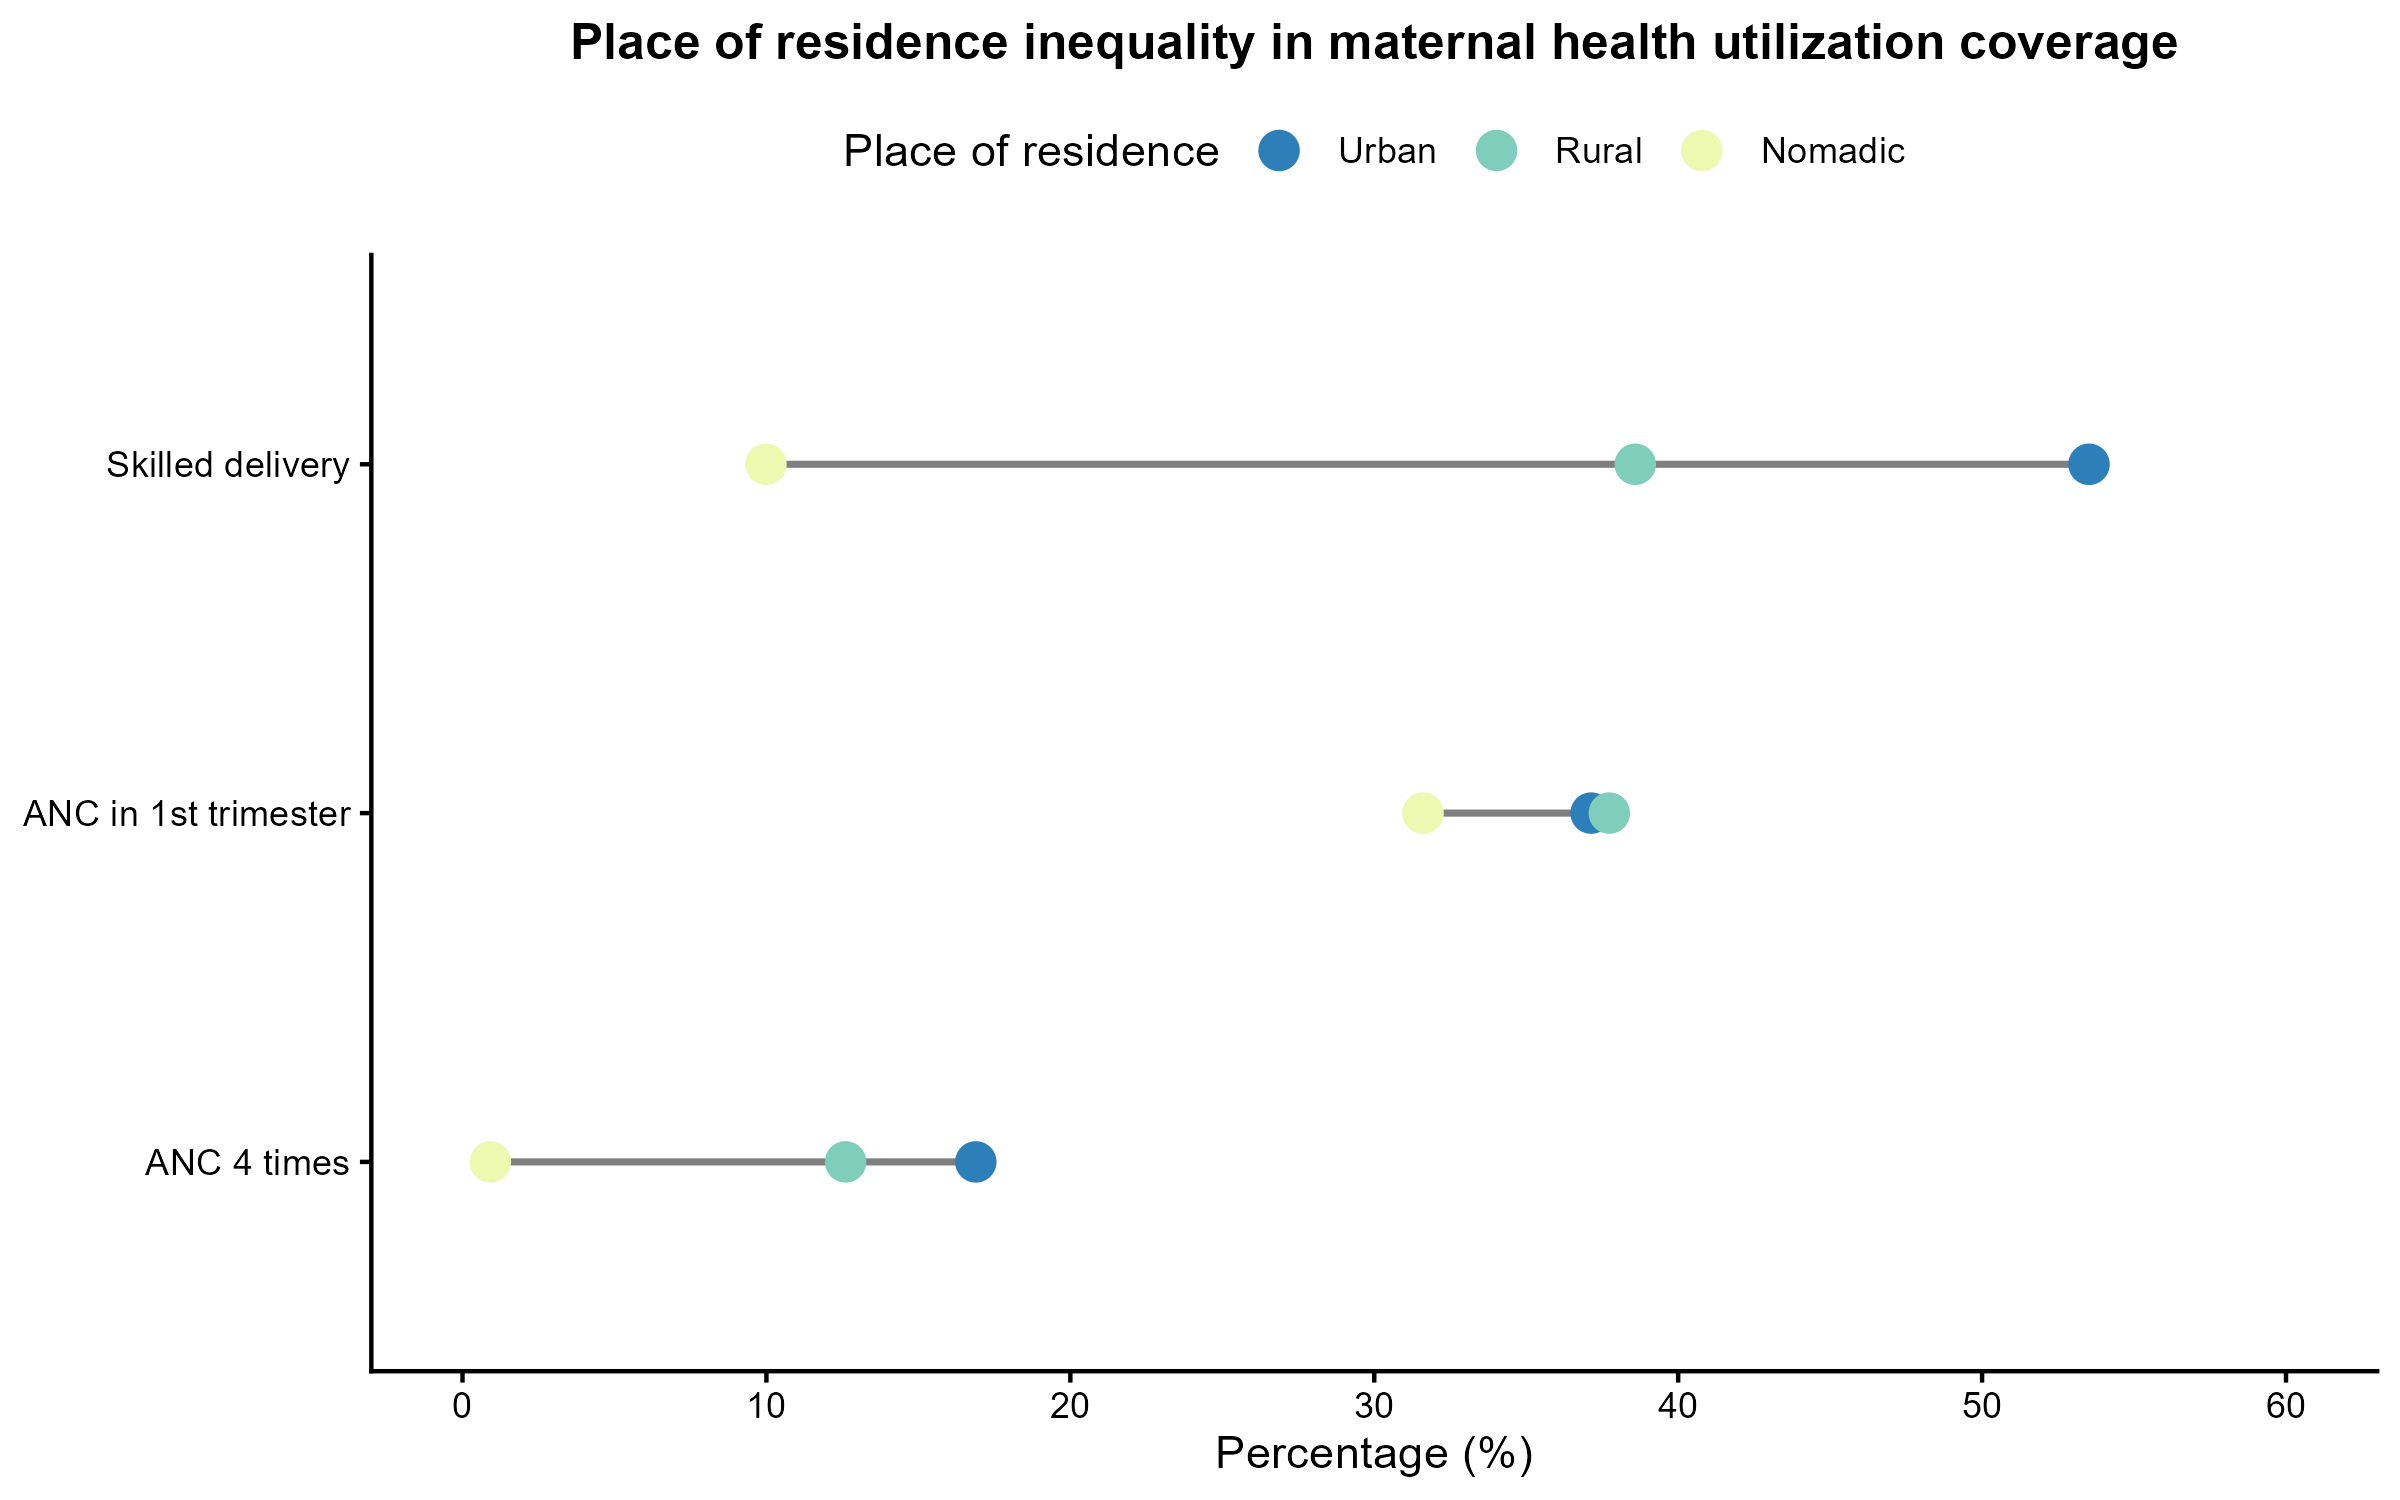 Place of residence inequality in maternal health utilization coverage
Place of residence Urban Rural Nomadic
Skilled delivery
ANC in 1st trimester
ANC 4 times
0 10 20 30 40 50 60
Percentage (%)